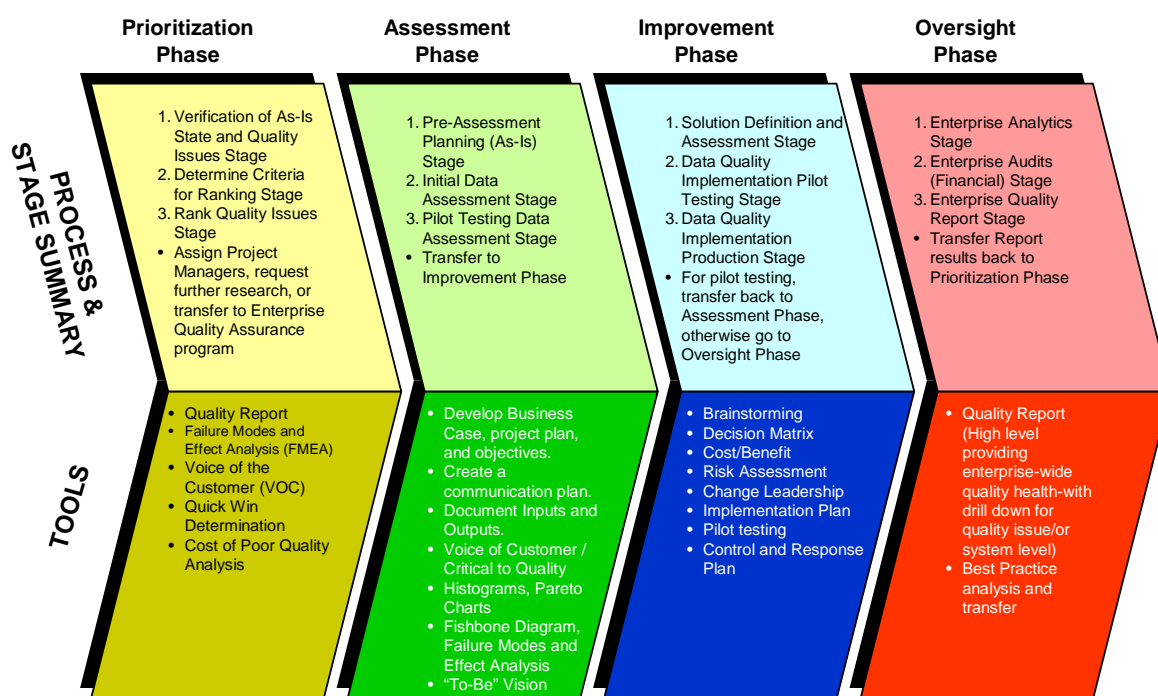 Prioritization
Phase
Assessment
Phase
Improvement
Phase
Oversight
Phase
PROCESS &
STAGE SUMMARY
1. Verification of As-Is
State and Quality
Issues Stage
2. Determine Criteria
for Ranking Stage
3. Rank Quality Issues
Stage
• Assign Project
Managers, request
further research, or
transfer to Enterprise
Quality Assurance
program
1. Pre-Assessment
Planning (As-Is)
Stage
2. Initial Data
Assessment Stage
3. Pilot Testing Data
Assessment Stage
• Transfer to
Improvement Phase
1. Solution Definition and
Assessment Stage
2. Data Quality
Implementation Pilot
Testing Stage
3. Data Quality
Implementation
Production Stage
• For pilot testing,
transfer back to
Assessment Phase,
otherwise go to
Oversight Phase
1. Enterprise Analytics
Stage
2. Enterprise Audits
(Financial) Stage
3. Enterprise Quality
Report Stage
• Transfer Report
results back to
Prioritization Phase
TOOLS
• Quality Report
• Failure Modes and
Effect Analysis (FMEA)
• Voice of the
Customer (VOC)
• Quick Win
Determination
• Cost of Poor Quality
Analysis
• Develop Business
Case, project plan,
and objectives.
• Create a
communication plan.
• Document Inputs and
Outputs.
• Voice of Customer /
Critical to Quality
• Histograms, Pareto
Charts
• Fishbone Diagram,
Failure Modes and
Effect Analysis
• “To-Be” Vision
• Brainstorming
• Decision Matrix
• Cost/Benefit
• Risk Assessment
• Change Leadership
• Implementation Plan
• Pilot testing
• Control and Response
Plan
• Quality Report
(High level
providing
enterprise-wide
quality health-with
drill down for
quality issue/or
system level)
• Best Practice
analysis and
transfer